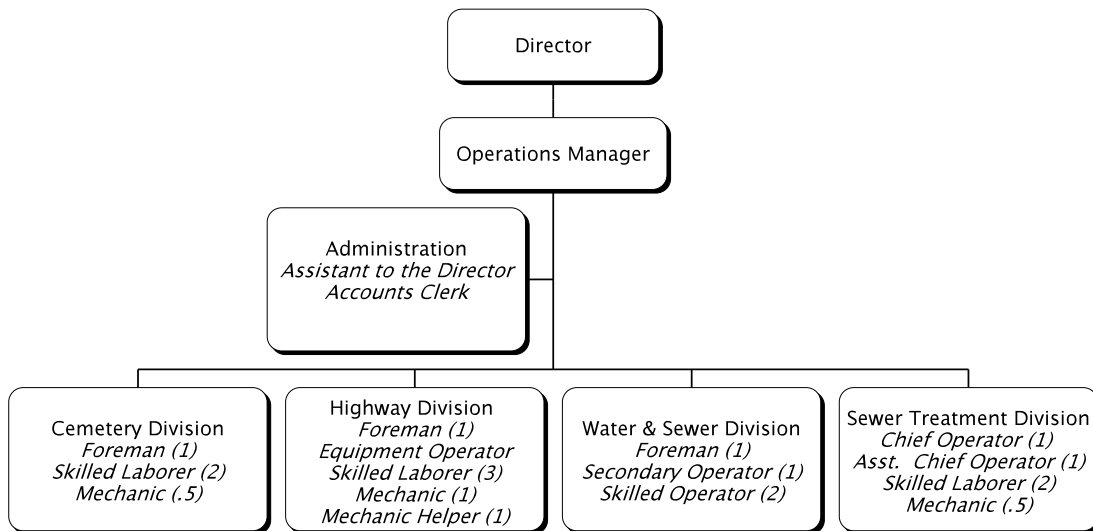 Director
Operations Manager
Administration
Assistant to the Director
Accounts Clerk
Cemetery Division
Foreman (1)
Skilled Laborer (2)
Mechanic (.5)
Highway Division
Foreman (1)
Equipment Operator
Skilled Laborer (3)
Mechanic (1)
Mechanic Helper (1)
Water & Sewer Division
Foreman (1)
Secondary Operator (1)
Skilled Operator (2)
Sewer Treatment Division
Chief Operator (1)
Asst. Chief Operator (1)
Skilled Laborer (2)
Mechanic (.5)